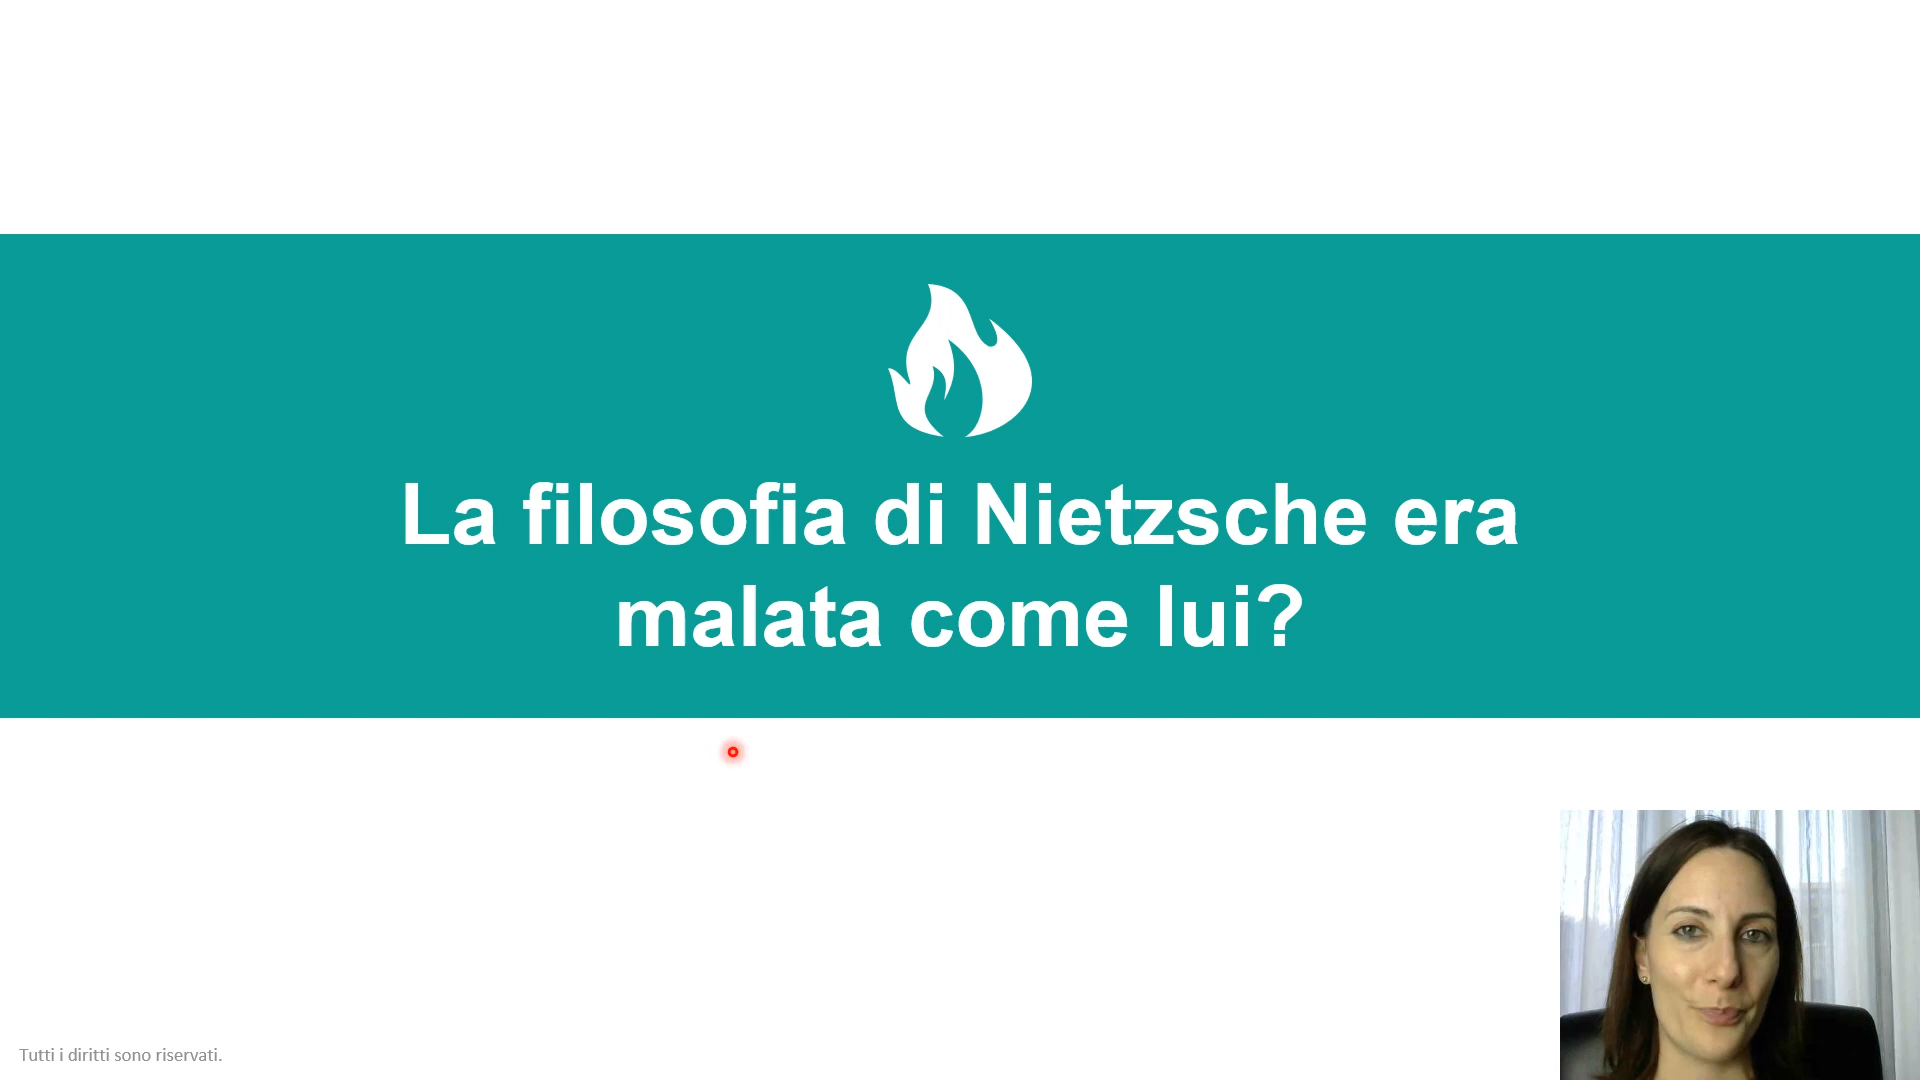 La filosofia di Nietzsche era
malata come lui?
Tutti i diritti sono riservati.